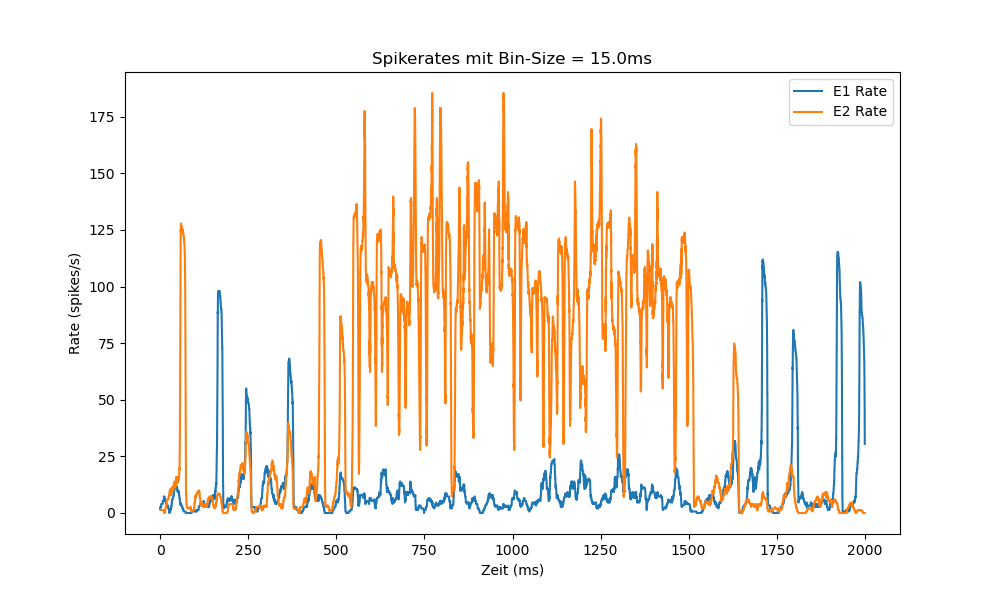 Spikerates mit Bin-Size = 15.0ms
E1 Rate
E2 Rate
175
150
125
100
75
50
25
0
Rate (spikes/s)
0 250 500 750 1000 1250 1500 1750 2000
Zeit (ms)